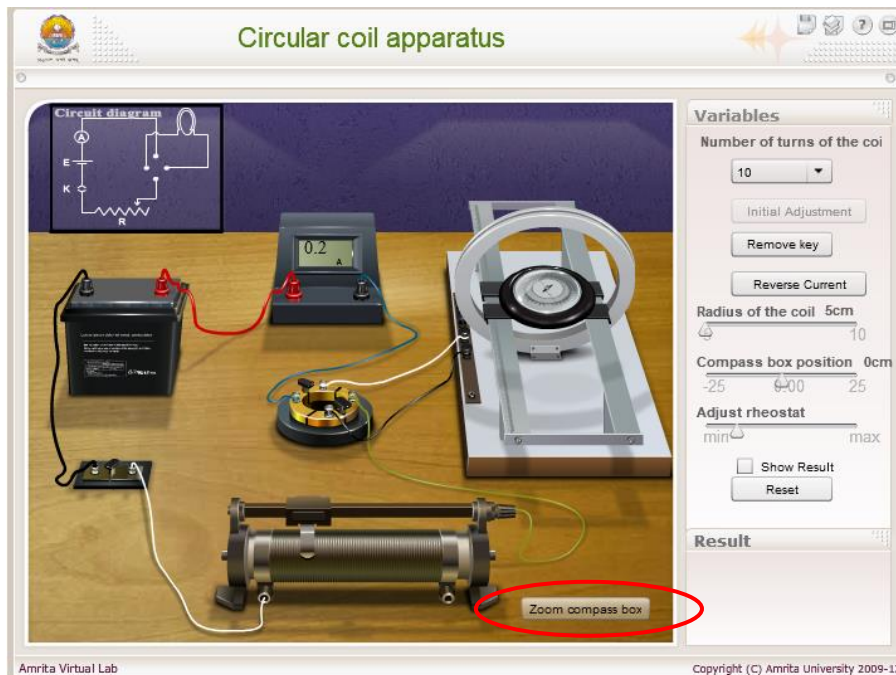 Circular coil apparatus
Circuit diagram
A
E
K
R
0.2
A
Zoom compass box
Variables
Number of turns of the coi
10
Initial Adjustment
Remove key
Reverse Current
Radius of the coil 5cm
5 10
Compass box position 0cm
-25 0.00 25
Adjust rheostat
min max
Show Result
Reset
Result
Amrita Virtual Lab
Copyright (C) Amrita University 2009-1